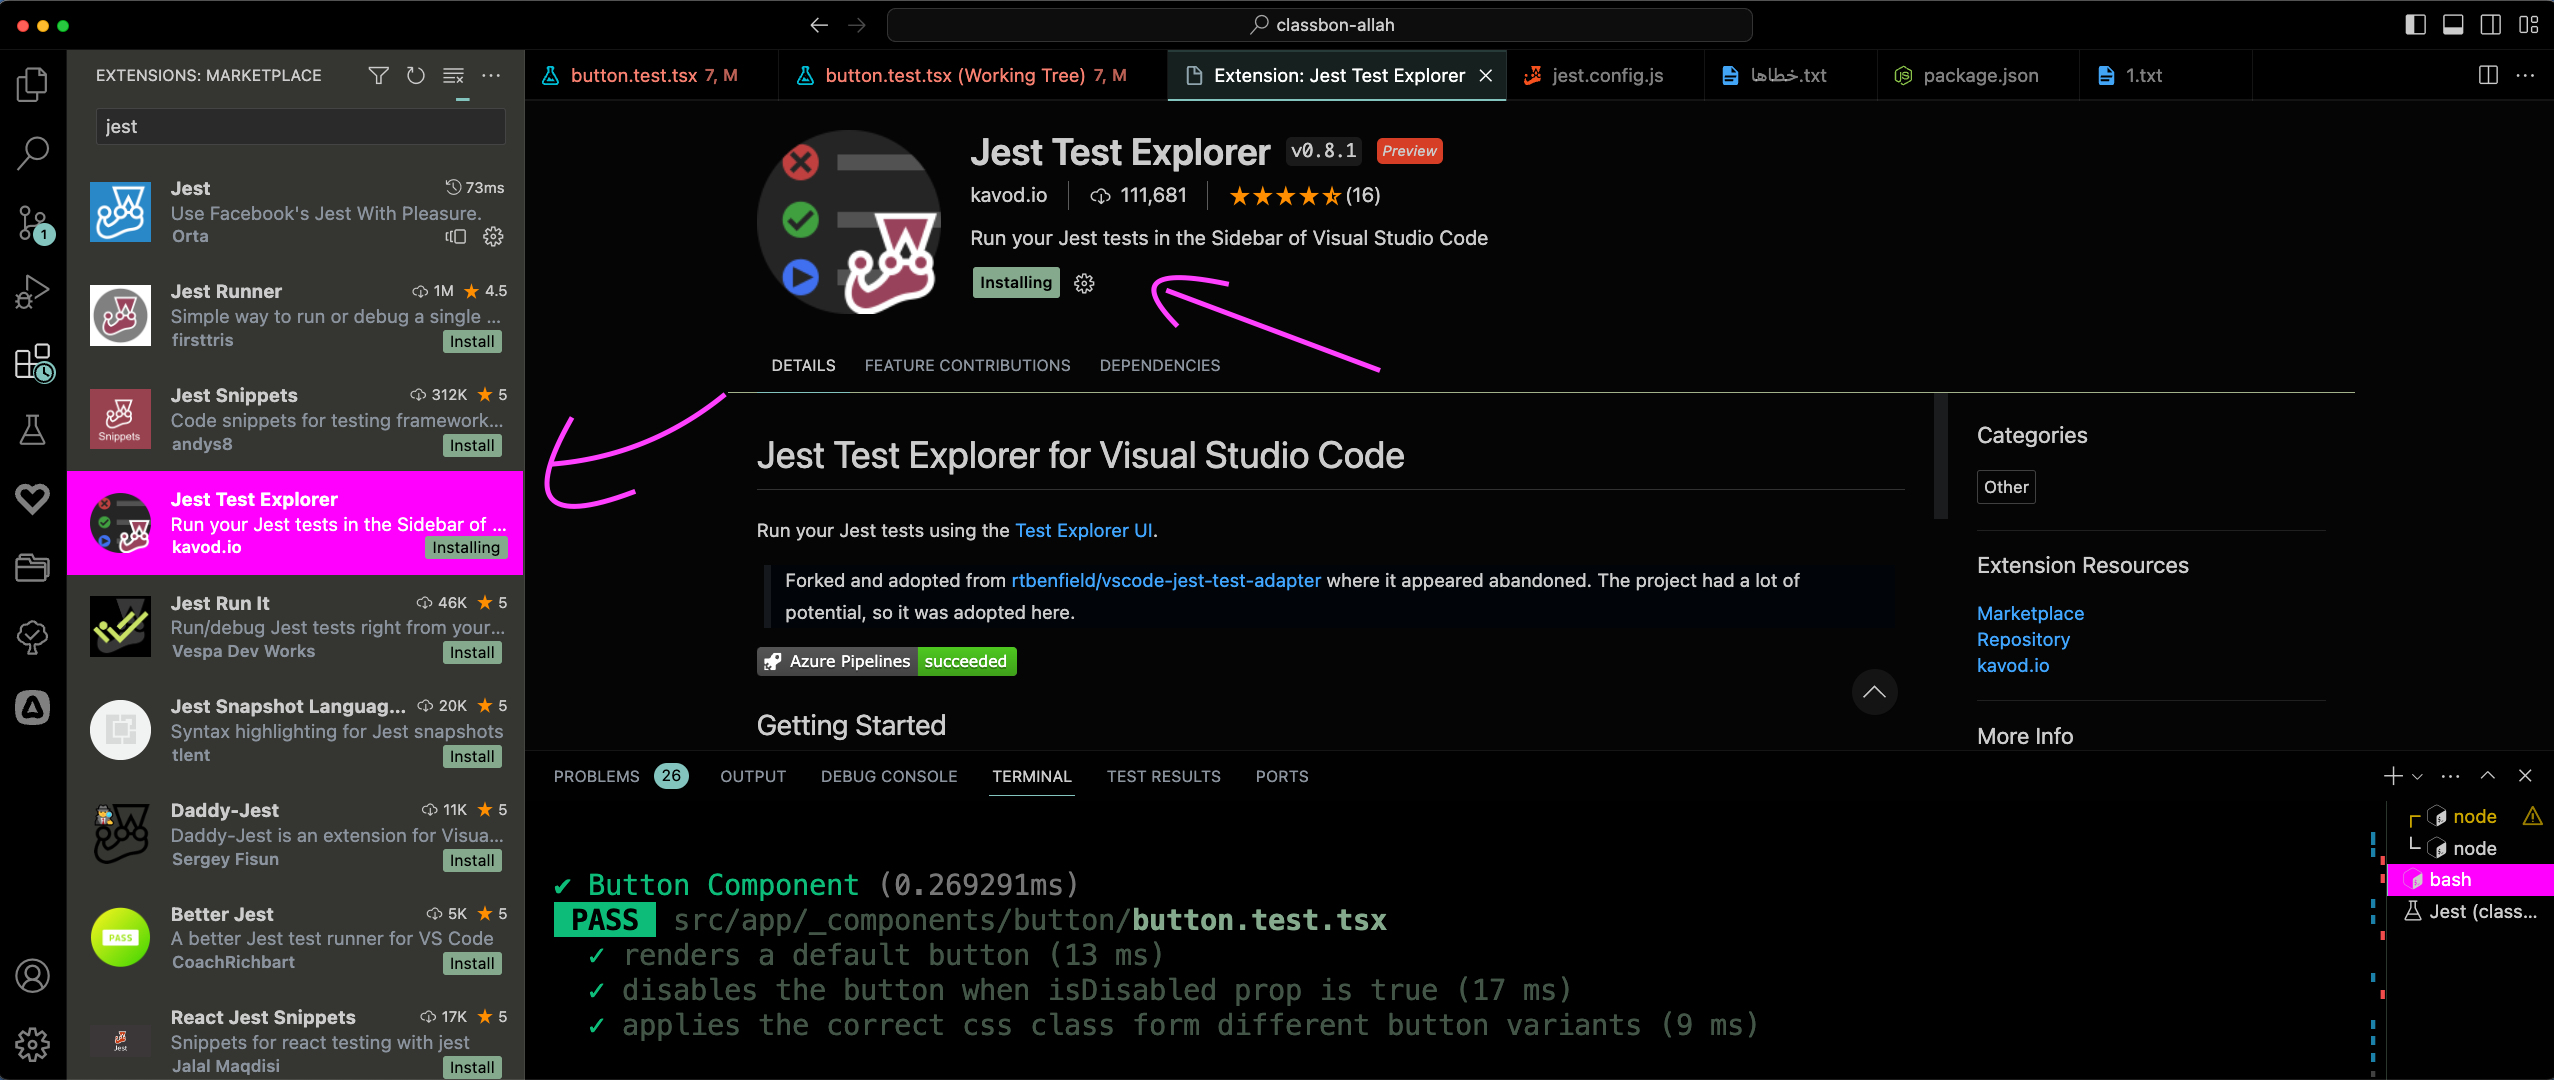 classbon-allah
EXTENSIONS: MARKETPLACE
jest
Jest 73ms
Use Facebook's Jest With Pleasure.
Orta
Jest Runner 1M 4.5
Simple way to run or debug a single ...
firsttris Install
Jest Snippets 312K 5
Code snippets for testing framework...
andys8 Install
Snippets
Jest Test Explorer
Run your Jest tests in the Sidebar of ...
kavod.io Installing
Jest Run It 46K 5
Run/debug Jest tests right from your...
Vespa Dev Works Install
Jest Snapshot Languag... 20K 5
Syntax highlighting for Jest snapshots
tlent Install
Daddy-Jest 11K 5
Daddy-Jest is an extension for Visua...
Sergey Fisun Install
Better Jest 5K 5
A better Jest test runner for VS Code
CoachRichbart Install
PASS
React Jest Snippets 17K 5
Snippets for react testing with jest
Jalal Maqdisi Install
Jest
1
button.test.tsx 7, M
button.test.tsx (Working Tree) 7, M
Extension: Jest Test Explorer
jest.config.js
خطاها.txt
package.json
1.txt
Jest Test Explorer v0.8.1 Preview
kavod.io 111,681 (16)
Run your Jest tests in the Sidebar of Visual Studio Code
Installing
DETAILS FEATURE CONTRIBUTIONS DEPENDENCIES
Jest Test Explorer for Visual Studio Code
Run your Jest tests using the Test Explorer UI.
Forked and adopted from rtbenfield/vscode-jest-test-adapter where it appeared abandoned. The project had a lot of
potential, so it was adopted here.
Azure Pipelines succeeded
Getting Started
Categories
Other
Extension Resources
Marketplace
Repository
kavod.io
More Info
PROBLEMS 26 OUTPUT DEBUG CONSOLE TERMINAL TEST RESULTS PORTS
✔ Button Component (0.269291ms)
PASS src/app/_components/button/button.test.tsx
✓ renders a default button (13 ms)
✓ disables the button when isDisabled prop is true (17 ms)
✓ applies the correct css class form different button variants (9 ms)
node
node
bash
Jest (class...